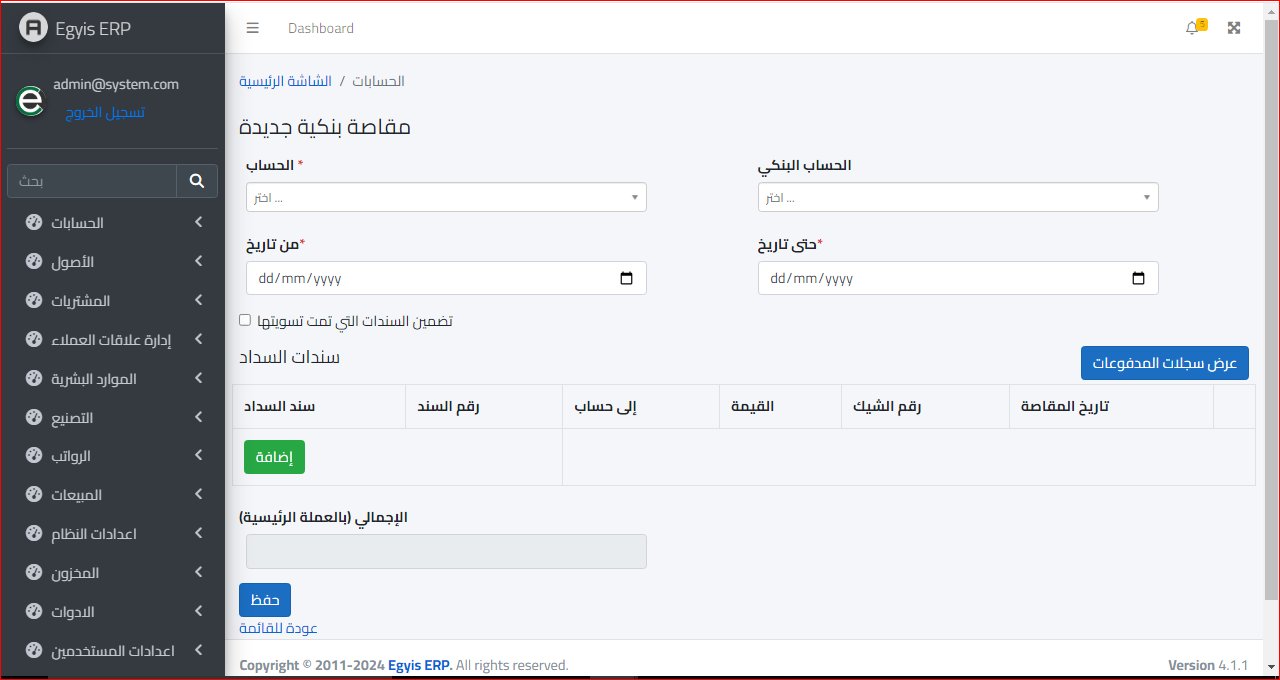 Egyis ERP
Dashboard
5
admin@system.com
تسجيل الخروج
بحث
الحسابات
الأصول
المشتريات
إدارة علاقات العملاء
الموارد البشرية
التصنيع
الرواتب
المبيعات
اعدادات النظام
المخزون
الادوات
اعدادات المستخدمين
الشاشة الرئيسية / الحسابات
مقاصة بنكية جديدة
الحساب *
الحساب البنكي
اختر ...
اختر ...
من تاريخ*
حتى تاريخ*
dd/mm/yyyy
dd/mm/yyyy
تضمين السندات التي تمت تسويتها
سندات السداد
عرض سجلات المدفوعات
سند السداد
رقم السند
إلى حساب
القيمة
رقم الشيك
تاريخ المقاصة
إضافة
الإجمالي (بالعملة الرئيسية)
حفظ
عودة للقائمة
Copyright © 2011-2024 Egyis ERP. All rights reserved.
Version 4.1.1